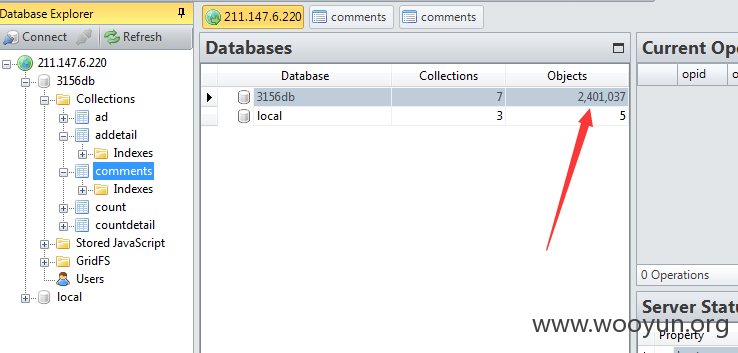 Database Explorer
Connect Refresh
211.147.6.220
3156db
Collections
ad
addetail
Indexes
comments
Indexes
count
countdetail
Stored JavaScript
GridFS
Users
local
211.147.6.220 comments comments
Databases
Database Collections Objects
3156db 7 2,401,037
local 3 5
Current Ope
opid
0 Operations
Server Statu
Property
www.wooyun.org